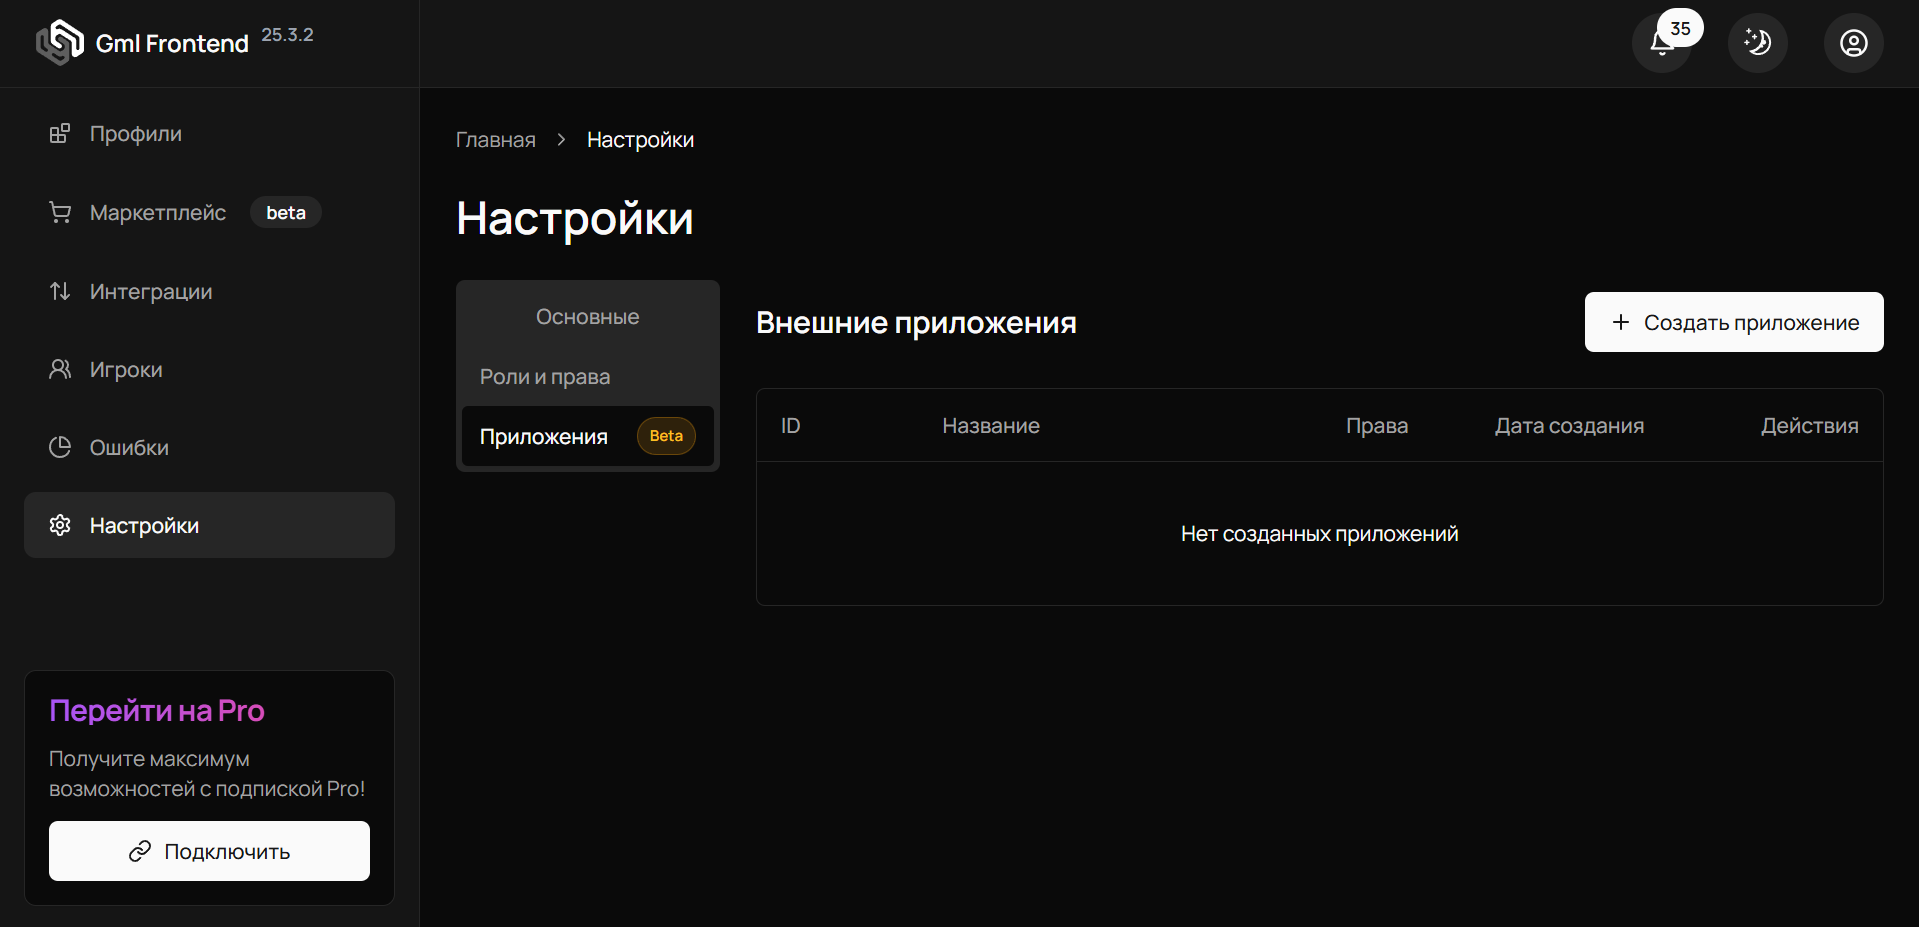 Gml Frontend 25.3.2
35
Профили
Маркетплейс beta
Интеграции
Игроки
Ошибки
Настройки
Перейти на Pro
Получите максимум
возможностей с подпиской Pro!
Подключить
Главная > Настройки
Настройки
Основные
Роли и права
Приложения Beta
Внешние приложения
+ Создать приложение
ID Название Права Дата создания Действия
Нет созданных приложений